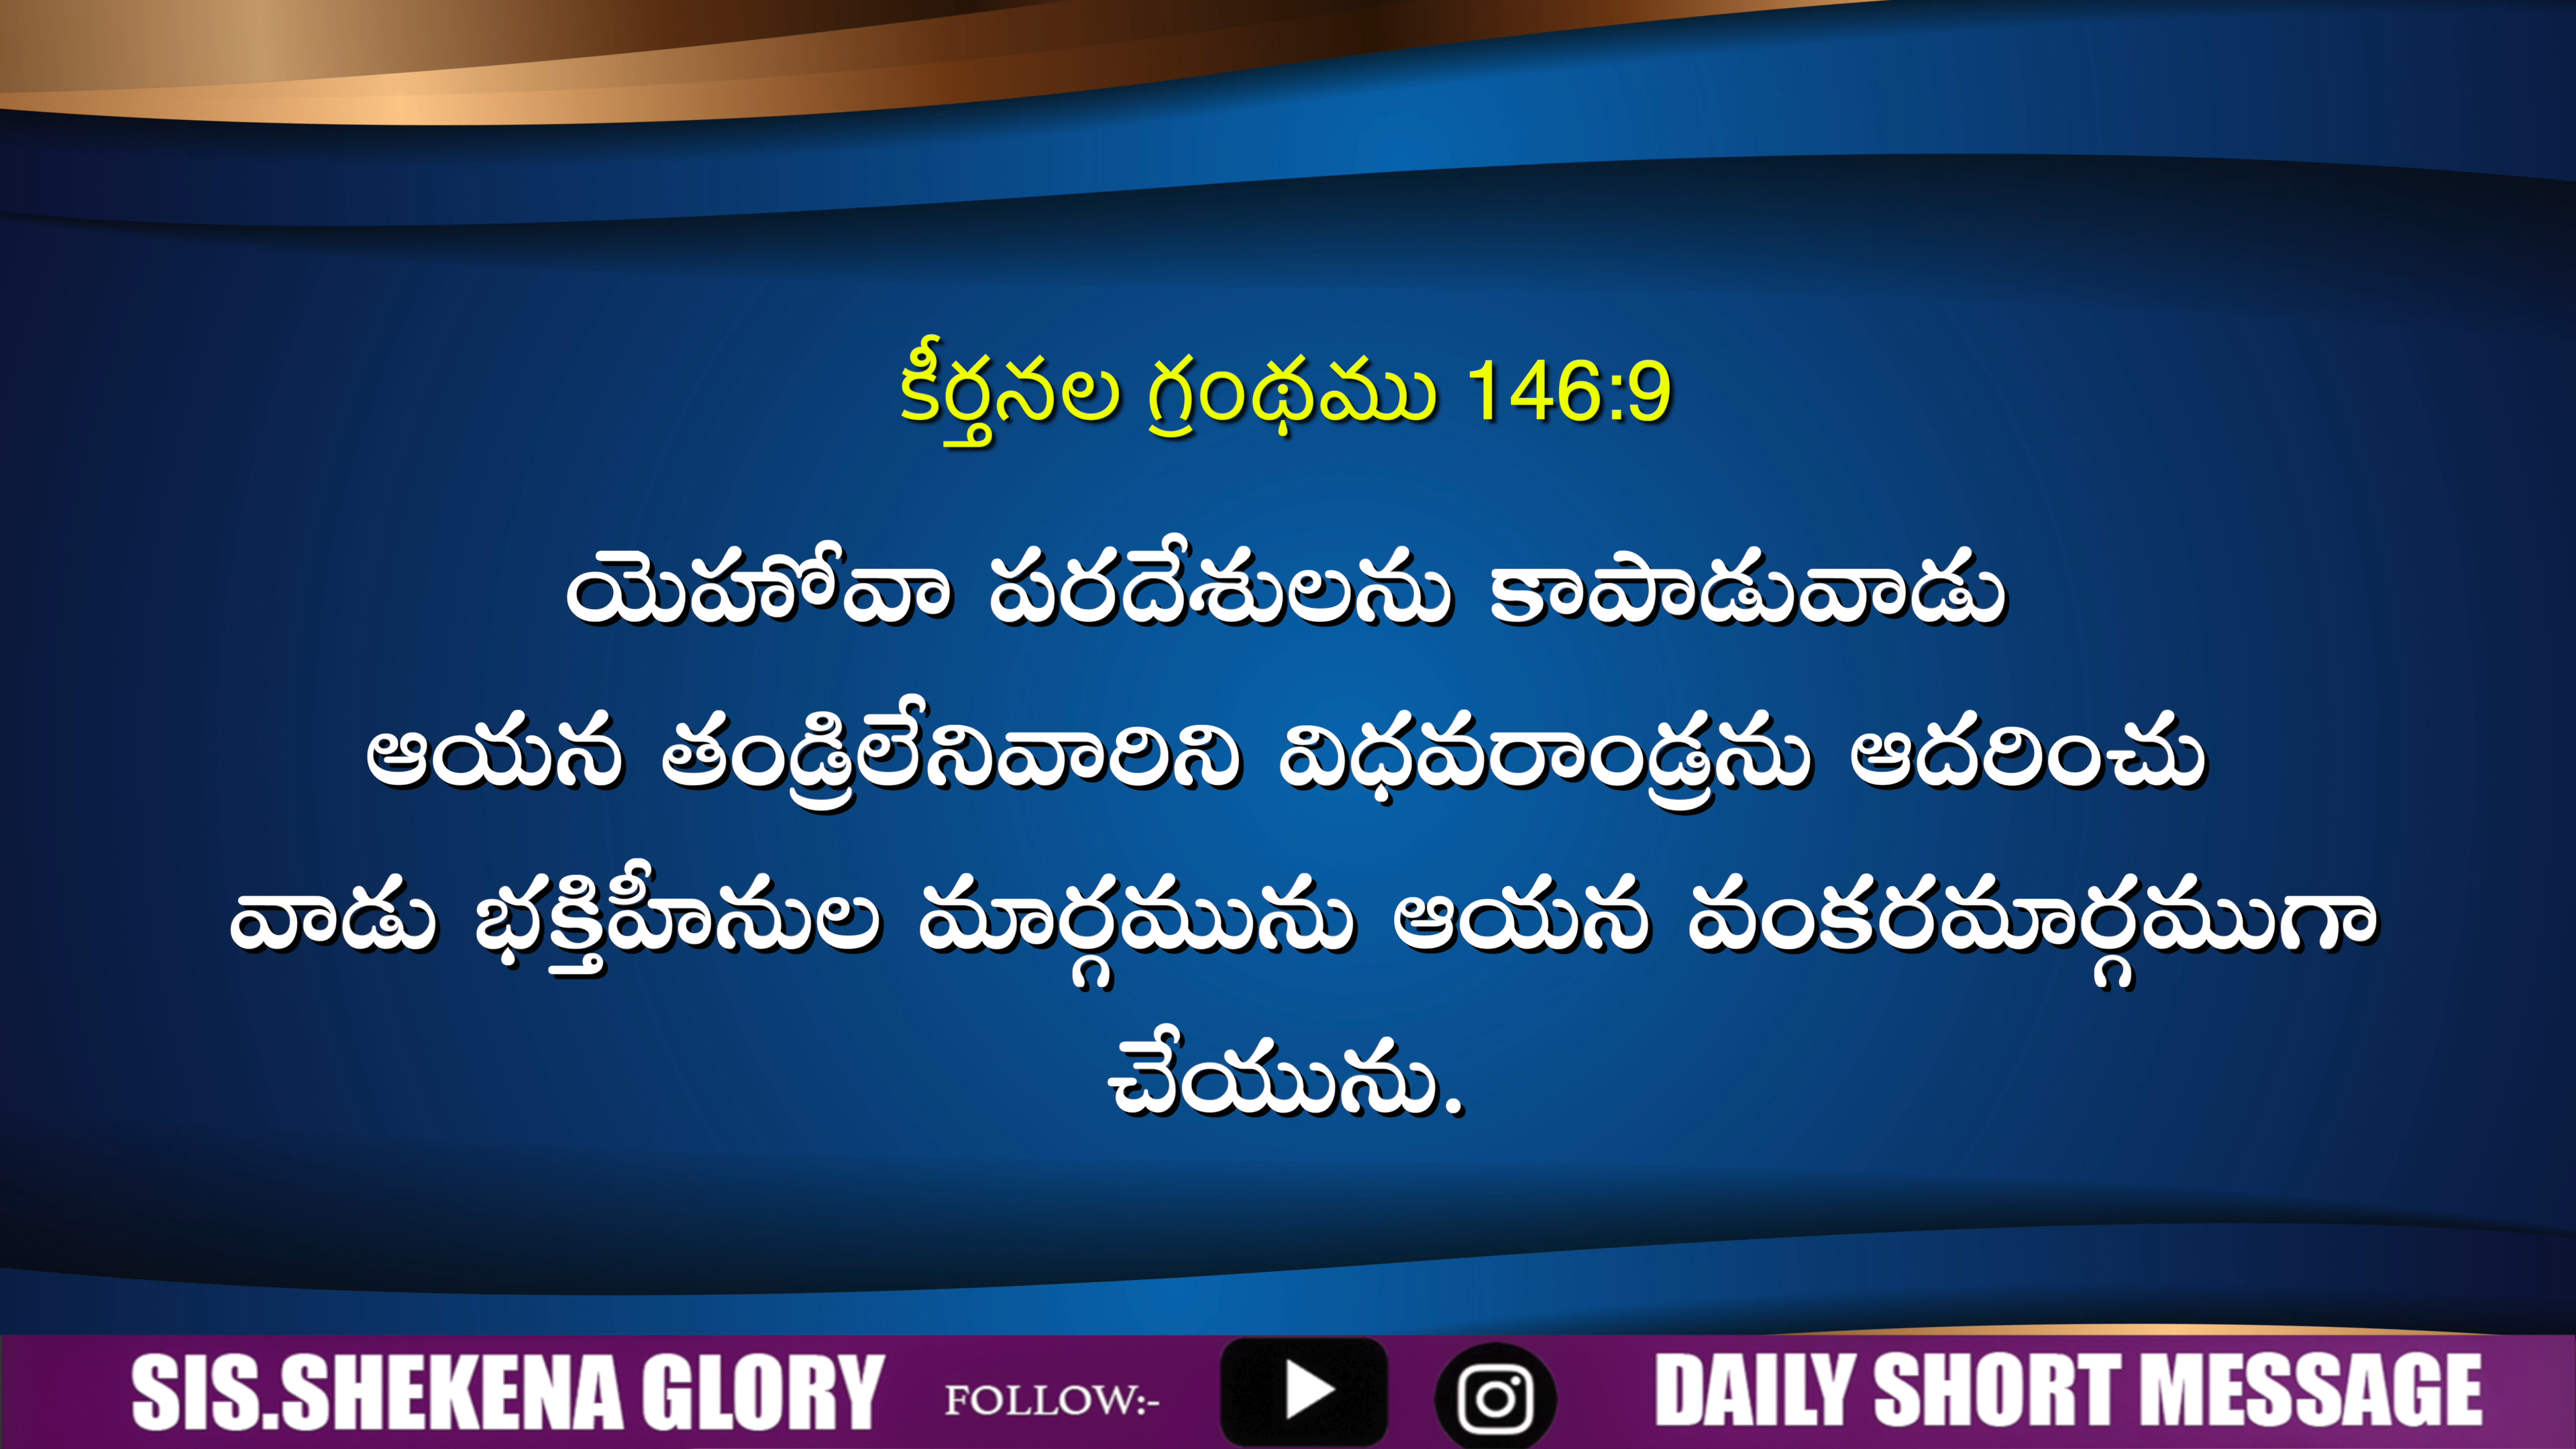 కీర్తనల గ్రంథము 146:9
యెహోవా పరదేశులను కాపాడువాడు
ఆయన తండ్రిలేనివారిని విధవరాండ్రను ఆదరించు
వాడు భక్తిహీనుల మార్గమును ఆయన వంకరమార్గముగా
చేయును.
SIS.SHEKENA GLORY FOLLOW:- DAILY SHORT MESSAGE